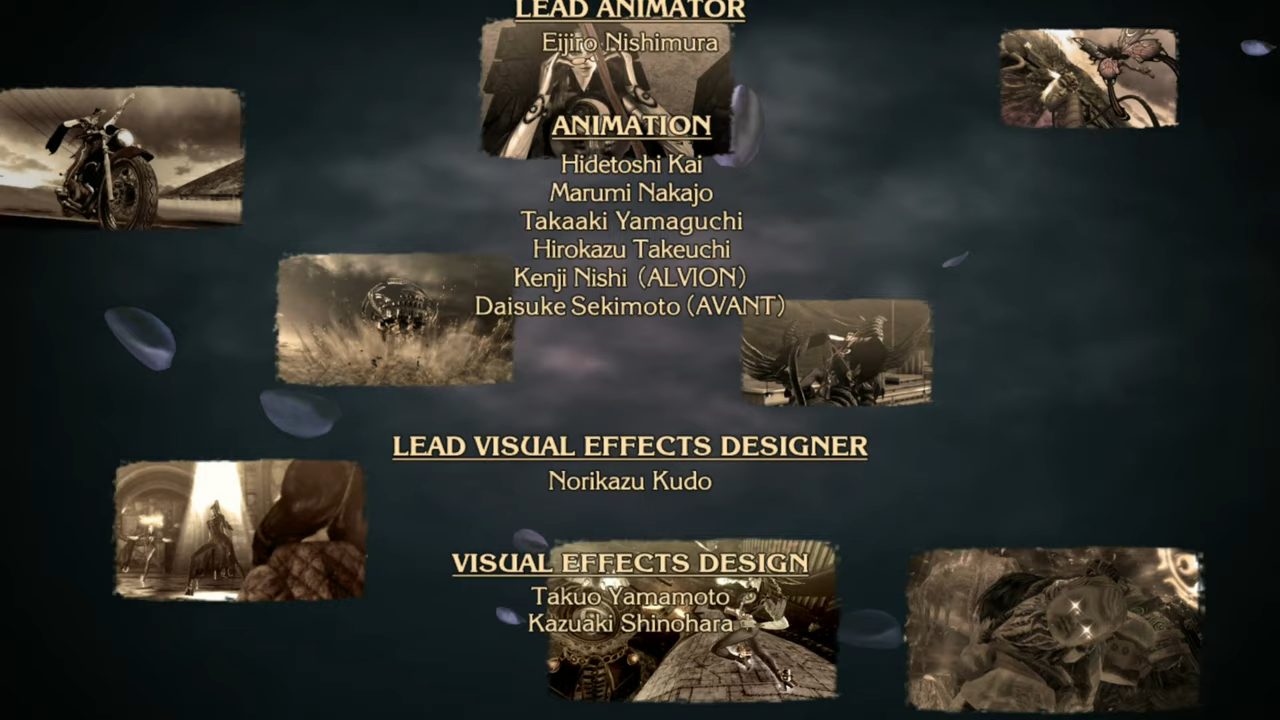 LEAD ANIMATOR
Eijiro Nishimura
ANIMATION
Hidetoshi Kai
Marumi Nakajo
Takaaki Yamaguchi
Hirokazu Takeuchi
Kenji Nishi (ALVION)
Daisuke Sekimoto (AVANT)
LEAD VISUAL EFFECTS DESIGNER
Norikazu Kudo
VISUAL EFFECTS DESIGN
Takuo Yamamoto
Kazuaki Shinohara